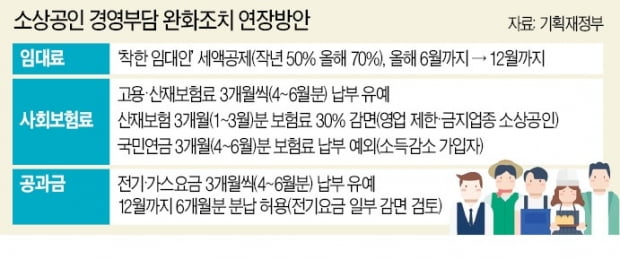 소상공인 경영부담 완화조치 연장방안
자료: 기획재정부
임대료
'착한 임대인' 세액공제(작년 50% 올해 70%), 올해 6월까지 → 12월까지
사회보험료
고용·산재보험료 3개월씩(4~6월분) 납부 유예
산재보험 3개월(1~3월)분 보험료 30% 감면(영업 제한·금지업종 소상공인)
국민연금 3개월(4~6월)분 보험료 납부 예외(소득감소 가입자)
공과금
전기·가스요금 3개월씩(4~6월분) 납부 유예
12월까지 6개월분 분납 허용(전기요금 일부 감면 검토)